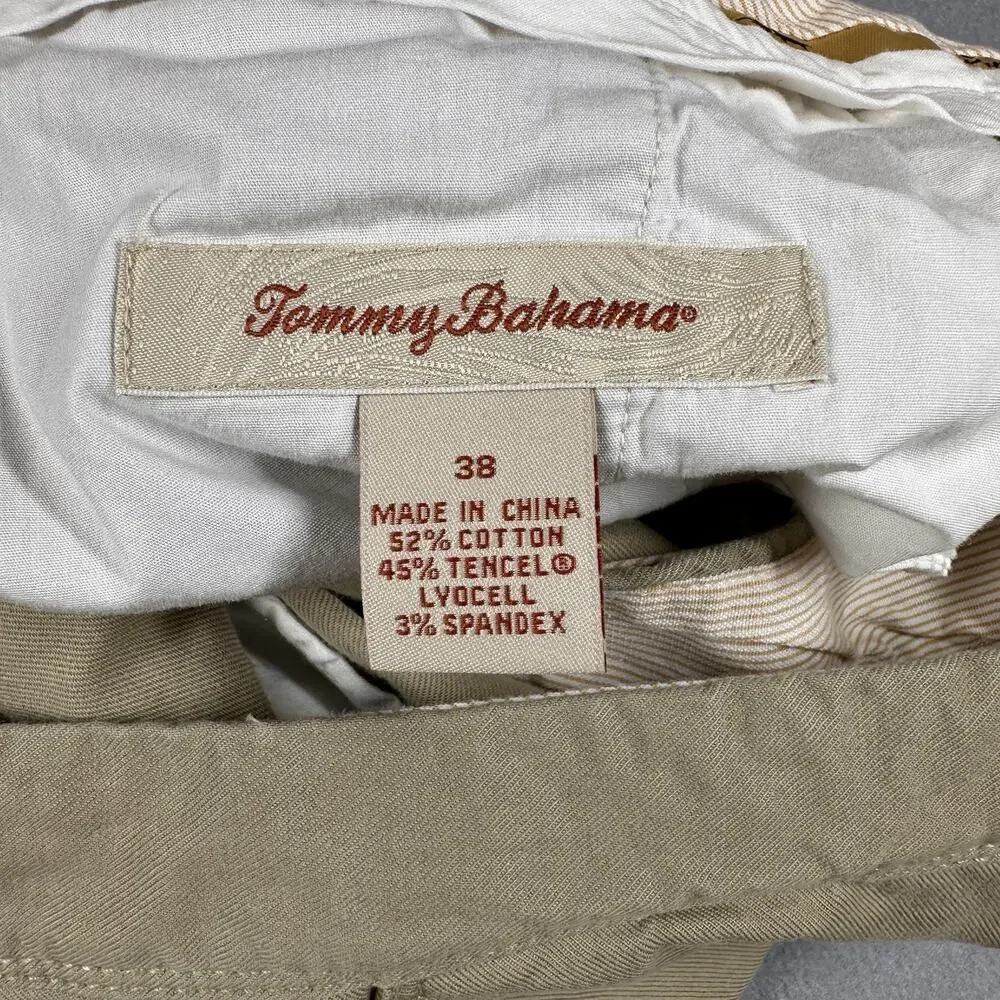 Tommy Bahama®
38
MADE IN CHINA
52% COTTON
45% TENCEL®
LYOCELL
3% SPANDEX